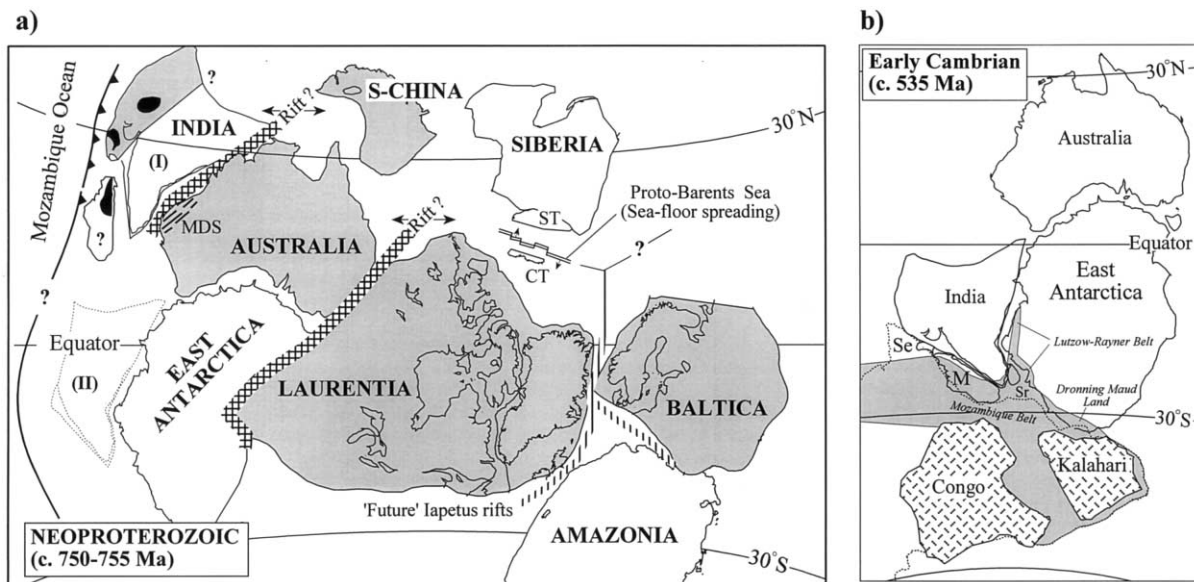 a)
Mozambique Ocean
?
INDIA
(I)
Rift ?
S-CHINA
30°N
SIBERIA
Proto-Barents Sea
(Sea-floor spreading)
ST
?
CT
?
MDS
AUSTRALIA
Rift ?
?
Equator
(II)
EAST
ANTARCTICA
LAURENTIA
BALTICA
'Future' Iapetus rifts
AMAZONIA
30°S
NEOPROTEROZOIC
(c. 750-755 Ma)
b)
Early Cambrian
(c. 535 Ma)
30°N
Australia
Equator
East
Antarctica
India
Lutzow-Rayner Belt
Se
M
Sr
Dronning Maud
Land
Mozambique Belt
30°S
Kalahari
Congo